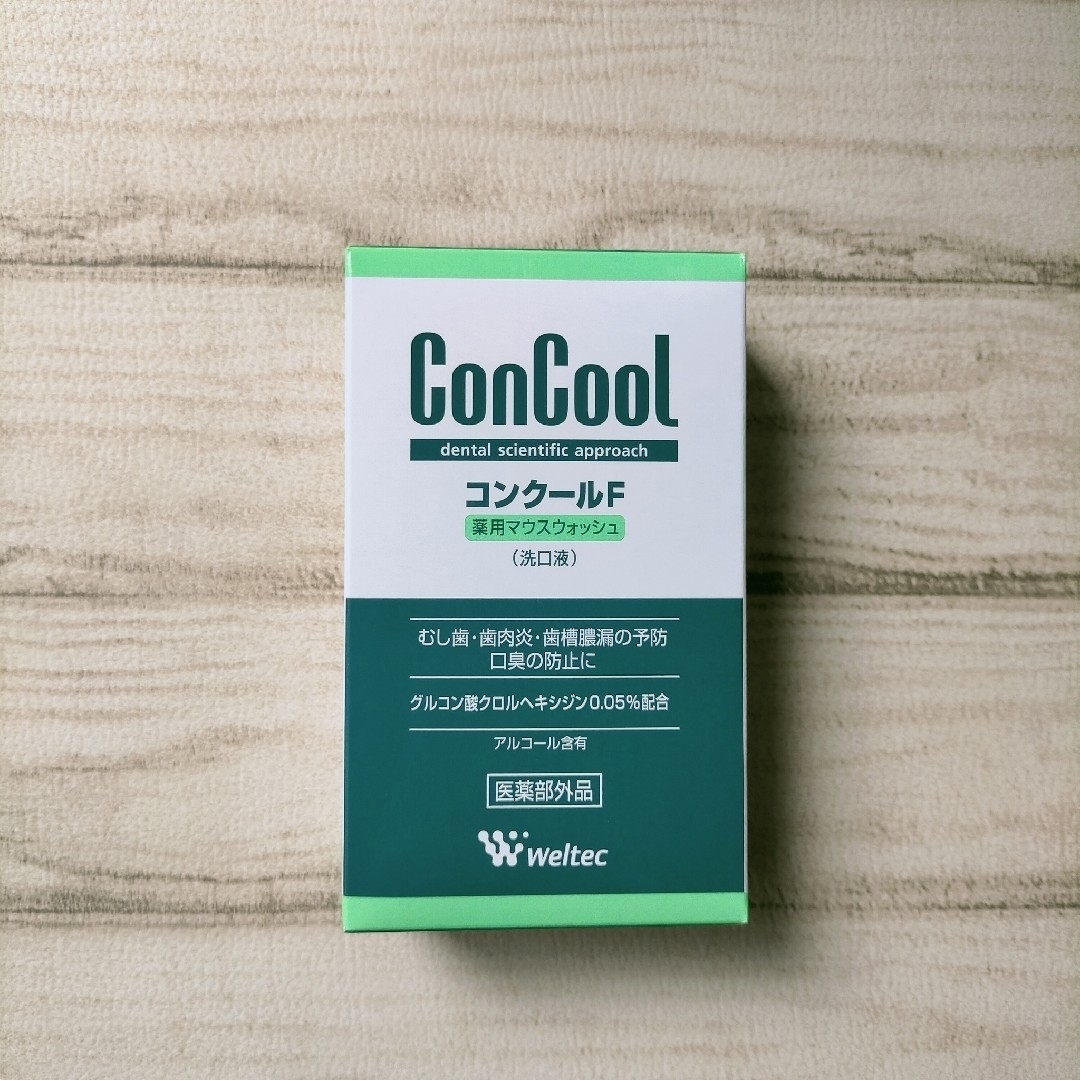 ConCool
dental scientific approach
コンクールF
薬用マウスウォッシュ
（洗口液）
むし歯・歯肉炎・歯槽膿漏の予防
口臭の防止に
グルコン酸クロルヘキシジン0.05％配合
アルコール含有
医薬部外品
Weltec